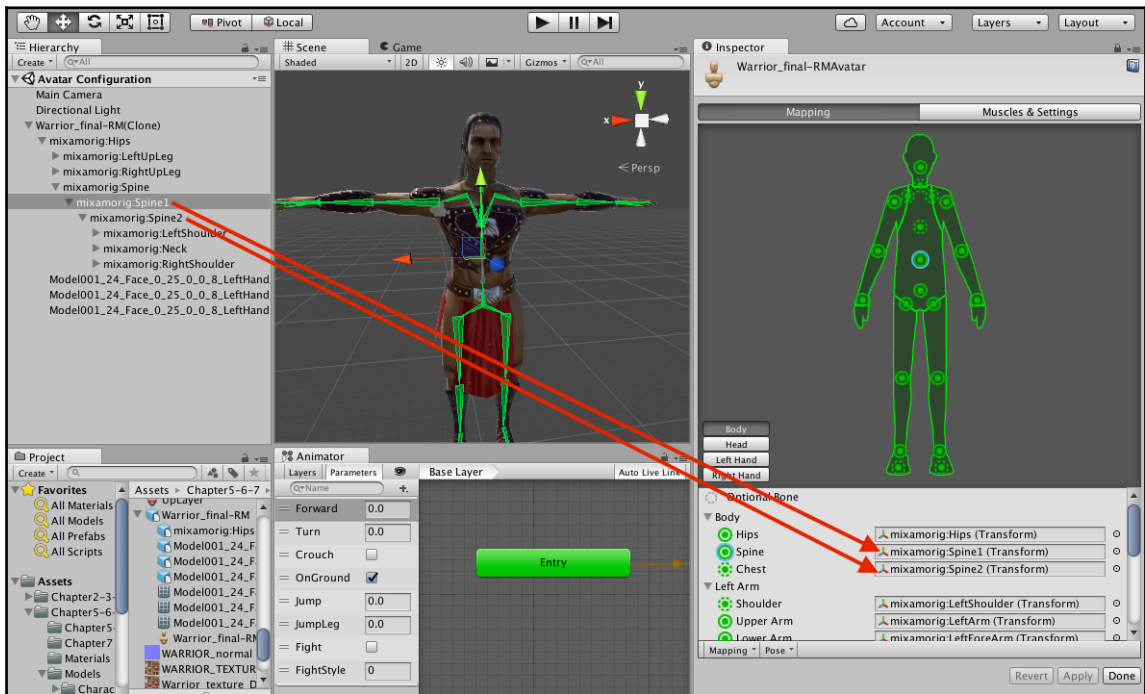 Pivot
Local
Account
Layers
Layout
Hierarchy
Create
All
Avatar Configuration
Main Camera
Directional Light
Warrior_final-RM(Clone)
mixamorig:Hips
mixamorig:LeftUpLeg
mixamorig:RightUpLeg
mixamorig:Spine
mixamorig:Spine1
mixamorig:Spine2
mixamorig:LeftShoulder
mixamorig:Neck
mixamorig:RightShoulder
Model001_24_Face_0_25_0_0_8_LeftHand
Model001_24_Face_0_25_0_0_8_LeftHand
Model001_24_Face_0_25_0_0_8_LeftHand
Scene
Game
Shaded
2D
Gizmos
All
y
x
Persp
Inspector
Warrior_final-RMAvatar
Mapping
Muscles & Settings
Body
Head
Left Hand
Right Hand
Optional Bone
Body
Hips
mixamorig:Hips (Transform)
Spine
mixamorig:Spine1 (Transform)
Chest
mixamorig:Spine2 (Transform)
Left Arm
Shoulder
mixamorig:LeftShoulder (Transform)
Upper Arm
mixamorig:LeftArm (Transform)
Lower Arm
mixamorig:LeftForeArm (Transform)
Mapping
Pose
Revert
Apply
Done
Project
Create
Favorites
All Materials
All Models
All Prefabs
All Scripts
Assets
Chapter2-3-
Chapter5-6-
Chapter5-
Chapter7
Materials
Models
Charac
Assets
Chapter5-6-7
UpLayer
Warrior_final-RM
mixamorig:Hips
Model001_24_F
Model001_24_F
Model001_24_F
Model001_24_F
Model001_24_F
Model001_24_F
Warrior_final-RM
WARRIOR_normal
WARRIOR_TEXTUR
Warrior_texture_D
Animator
Layers
Parameters
Base Layer
Auto Live Link
Name
Forward
0.0
Turn
0.0
Crouch
OnGround
Jump
0.0
JumpLeg
0.0
Fight
FightStyle
0
Entry